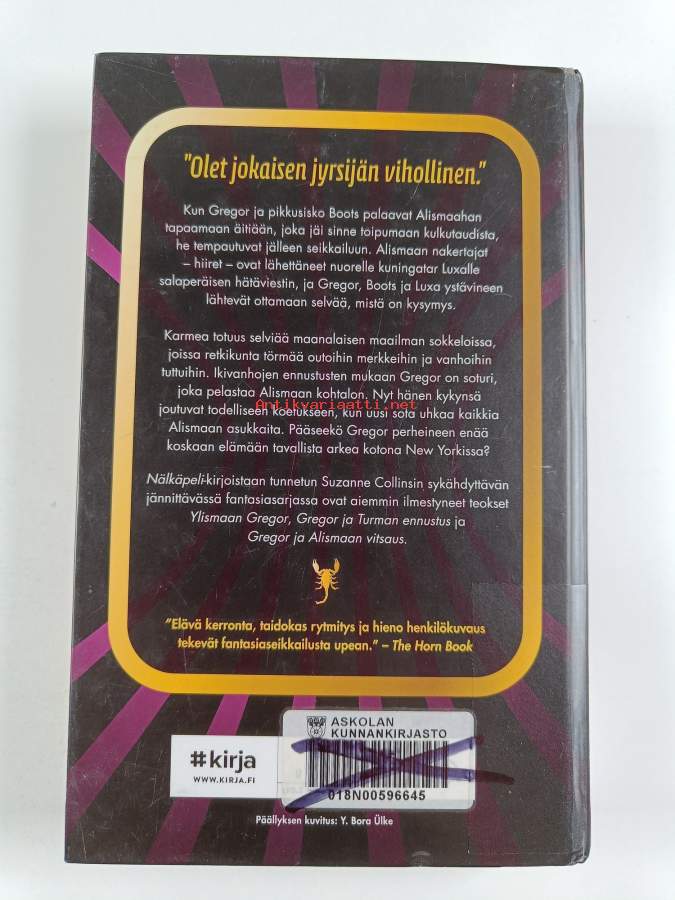 "Olet jokaisen jyrsijän vihollinen."
Kun Gregor ja pikkusisko Boots palaavat Alismaahan
tapaamaan äitiään, joka jäi sinne toipumaan kulkutaudista,
he tempautuvat jälleen seikkailuun. Alismaan nakertajat
– hiiret – ovat lähettäneet nuorelle kuningatar Luxalle
salaperäisen hätäviestin, ja Gregor, Boots ja Luxa ystävineen
lähtevät ottamaan selvää, mistä on kysymys.
Karmea totuus selviää maanalaisen maailman sokkeloissa,
joissa retkikunta törmää outoihin merkkeihin ja vanhoihin
tuttuihin. Ikivanhojen ennustusten mukaan Gregor on soturi,
joka pelastaa Alismaan kohtalon. Nyt hänen kykynsä
Antikvariaatti.net
joutuvat todelliseen koetukseen, kun uusi sota uhkaa kaikkia
Alismaan asukkaita. Pääseekö Gregor perheineen enää
koskaan elämään tavallista arkea kotona New Yorkissa?
Nälkäpeli-kirjoistaan tunnetun Suzanne Collinsin sykähdyttävän
jännittävässä fantasiasarjassa ovat aiemmin ilmestyneet teokset
Ylismaan Gregor, Gregor ja Turman ennustus ja
Gregor ja Alismaan vitsaus.
"Elävä kerronta, taidokas rytmitys ja hieno henkilökuvaus
tekevät fantasiaseikkailusta upean." – The Horn Book
ASKOLAN
KUNNANKIRJASTO
#kirja
WWW.KIRJA.FI
018N00596645
Päällyksen kuvitus: Y. Bora Ülke